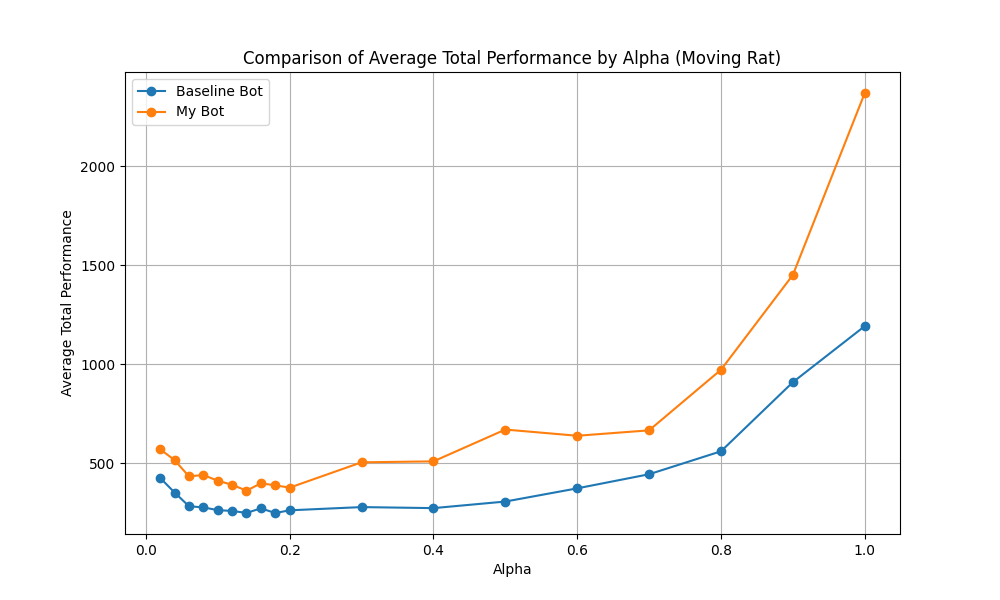 Comparison of Average Total Performance by Alpha (Moving Rat)
Baseline Bot
My Bot
Average Total Performance
2000
1500
1000
500
0.0 0.2 0.4 0.6 0.8 1.0
Alpha